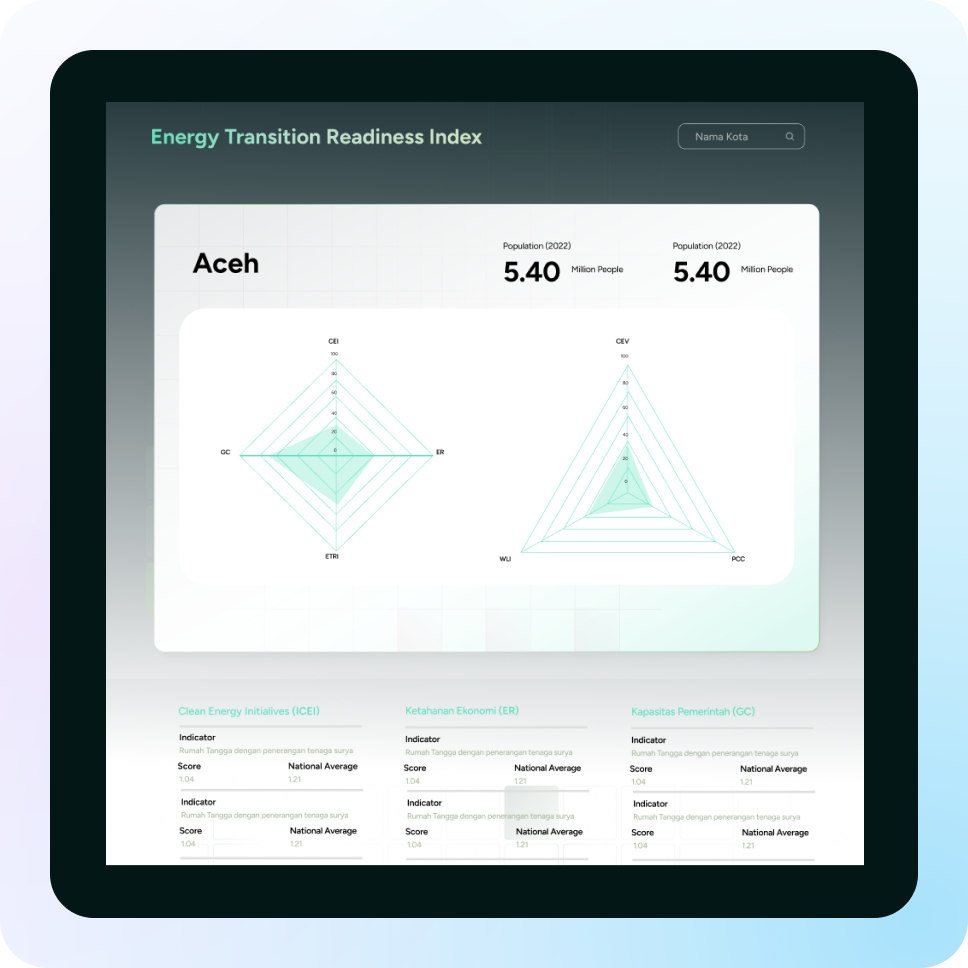 Energy Transition Readiness Index
Nama Kota
Aceh
Population (2022)
5.40 Million People
Population (2022)
5.40 Million People
CEI
100
80
60
40
20
0
GC
ER
ETRI
CEV
100
80
60
40
20
0
WLI
PCC
Clean Energy Initialives (ICEI)
Indicator
Rumah Tangga dengan penerangan tenaga surya
Score National Average
1.04 1.21
Indicator
Rumah Tangga dengan penerangan tenaga surya
Score National Average
1.04 1.21
Ketahanan Ekonomi (ER)
Indicator
Rumah Tangga dengan penerangan tenaga surya
Score National Average
1.04 1.21
Indicator
Rumah Tangga dengan penerangan tenaga surya
Score National Average
1.04 1.21
Kapasitas Pemerintah (GC)
Indicator
Rumah Tangga dengan penerangan tenaga surya
Score National Average
1.04 1.21
Indicator
Rumah Tangga dengan penerangan tenaga surya
Score National Average
1.04 1.21